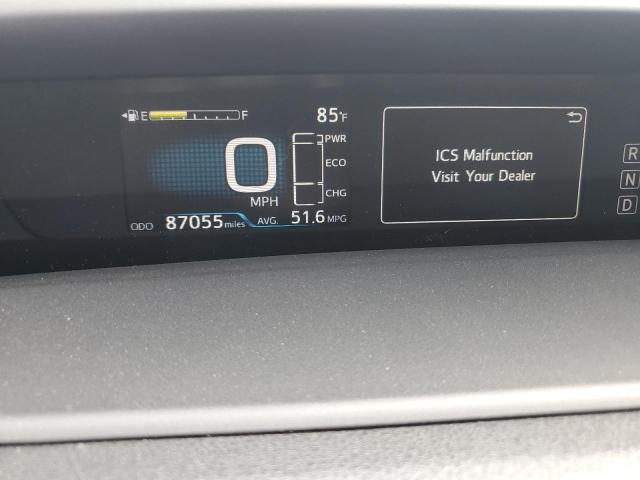 E F 85°F
PWR
ECO
CHG
0
MPH
ODO 87055 miles AVG. 51.6 MPG
ICS Malfunction
Visit Your Dealer
R
N
D